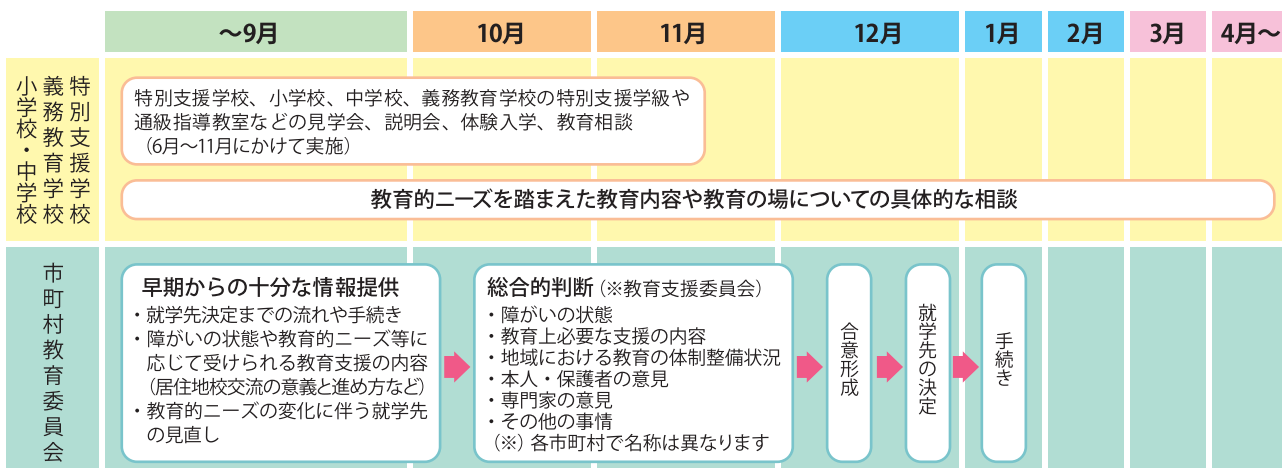 ～9月
10月
11月
12月
1月
2月
3月
4月～
特別支援学校
義務教育学校
小学校・中学校
特別支援学校、小学校、中学校、義務教育学校の特別支援学級や
通級指導教室などの見学会、説明会、体験入学、教育相談
（6月～11月にかけて実施）
教育的ニーズを踏まえた教育内容や教育の場についての具体的な相談
市町村教育委員会
早期からの十分な情報提供
・就学先決定までの流れや手続き
・障がいの状態や教育的ニーズ等に
応じて受けられる教育支援の内容
（居住地校交流の意義と進め方など）
・教育的ニーズの変化に伴う就学先
の見直し
総合的判断（※教育支援委員会）
・障がいの状態
・教育上必要な支援の内容
・地域における教育の体制整備状況
・本人・保護者の意見
・専門家の意見
・その他の事情
（※）各市町村で名称は異なります
合意形成
就学先の決定
手続き